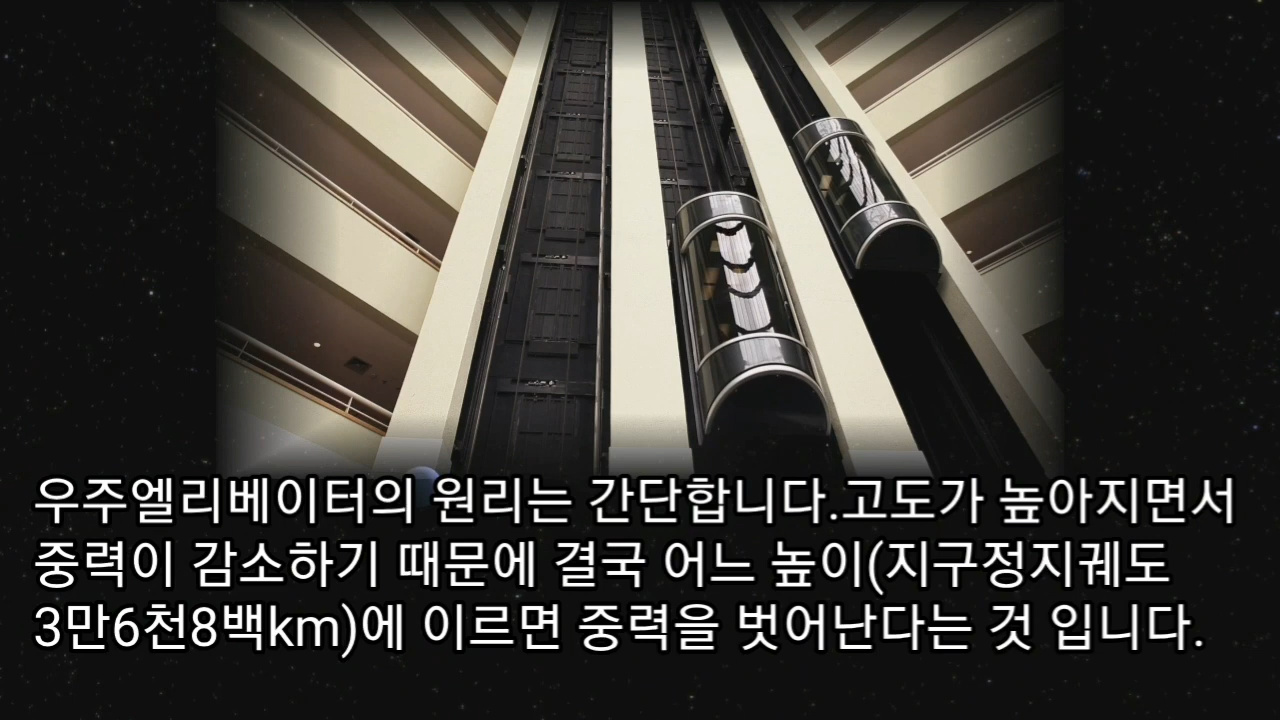 우주엘리베이터의 원리는 간단합니다.고도가 높아지면서
중력이 감소하기 때문에 결국 어느 높이(지구정지궤도
3만6천8백km)에 이르면 중력을 벗어난다는 것 입니다.